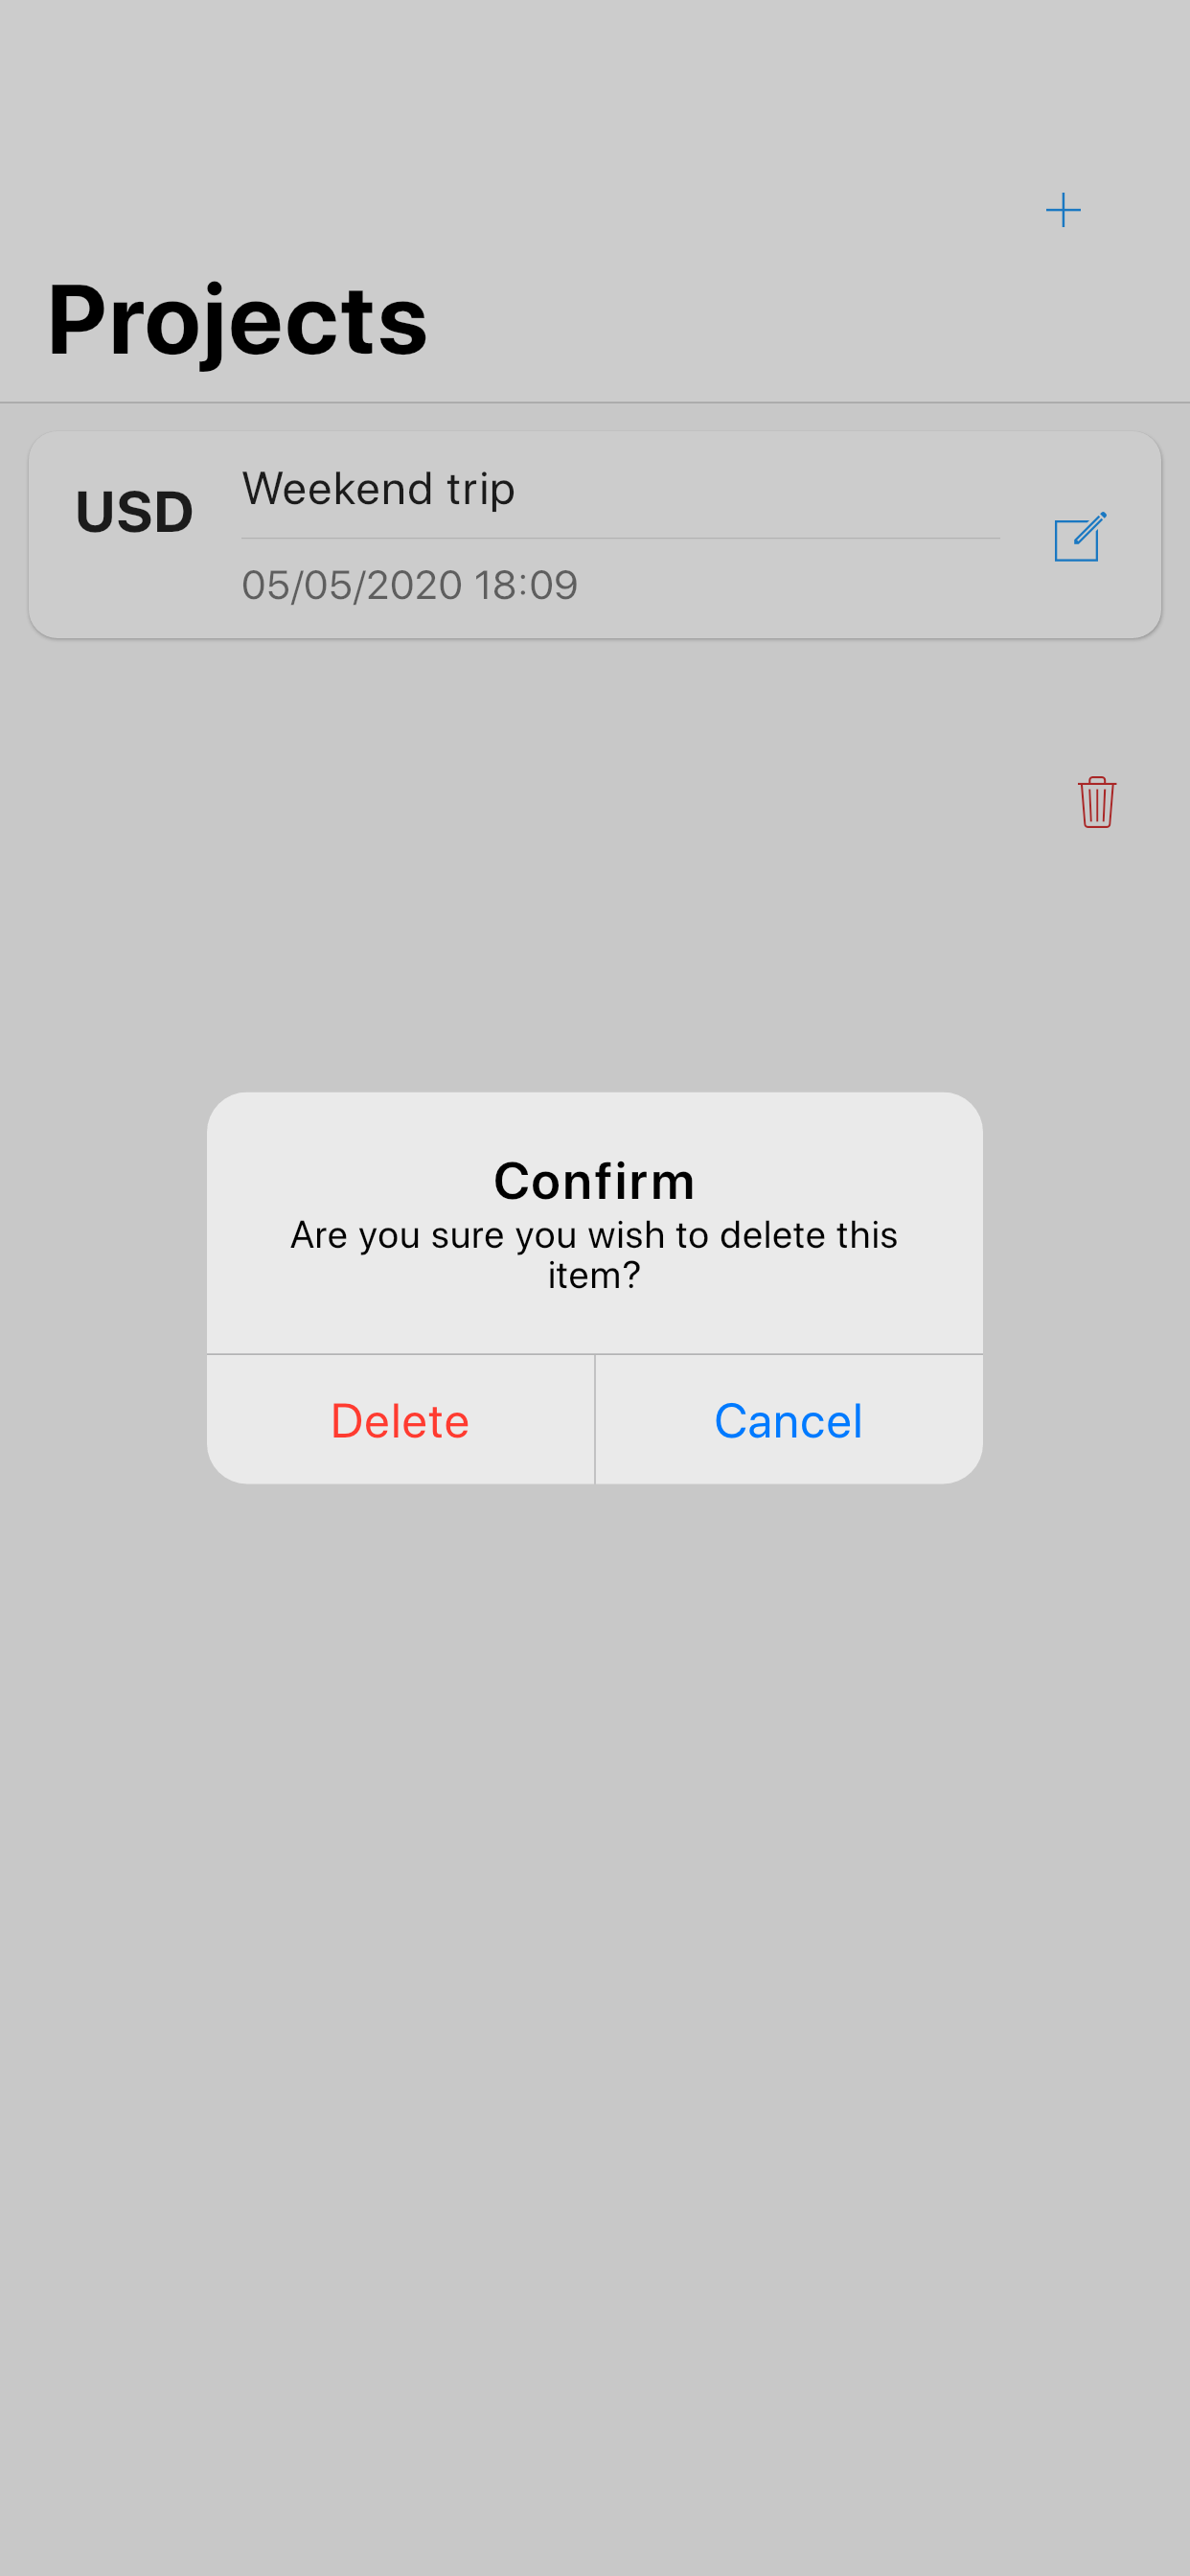 Projects
USD
Weekend trip
05/05/2020 18:09
Confirm
Are you sure you wish to delete this
item?
Delete
Cancel